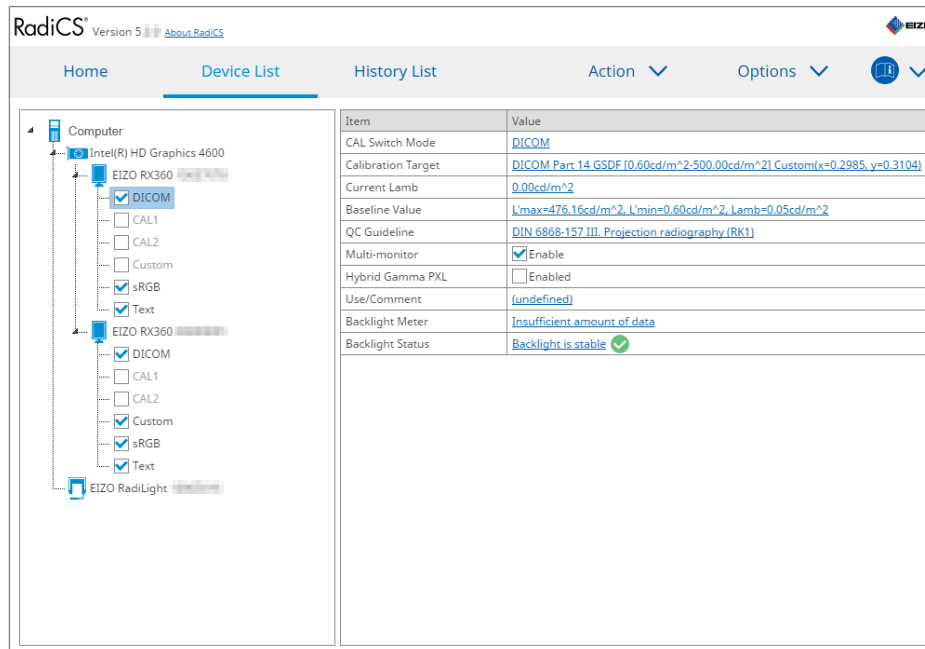 RadiCS® Version 5. About RadiCS
EIZO
Home Device List History List Action Options
Computer
Intel(R) HD Graphics 4600
EIZO RX360
DICOM
CAL1
CAL2
Custom
sRGB
Text
EIZO RX360
DICOM
CAL1
CAL2
Custom
sRGB
Text
EIZO RadiLight
Item Value
CAL Switch Mode DICOM
Calibration Target DICOM Part 14 GSDF [0.60cd/m^2-500.00cd/m^2] Custom(x=0.2985, y=0.3104)
Current Lamb 0.00cd/m^2
Baseline Value L'max=476.16cd/m^2, L'min=0.60cd/m^2, Lamb=0.05cd/m^2
QC Guideline DIN 6868-157 III. Projection radiography (RK1)
Multi-monitor Enable
Hybrid Gamma PXL Enabled
Use/Comment (undefined)
Backlight Meter Insufficient amount of data
Backlight Status Backlight is stable